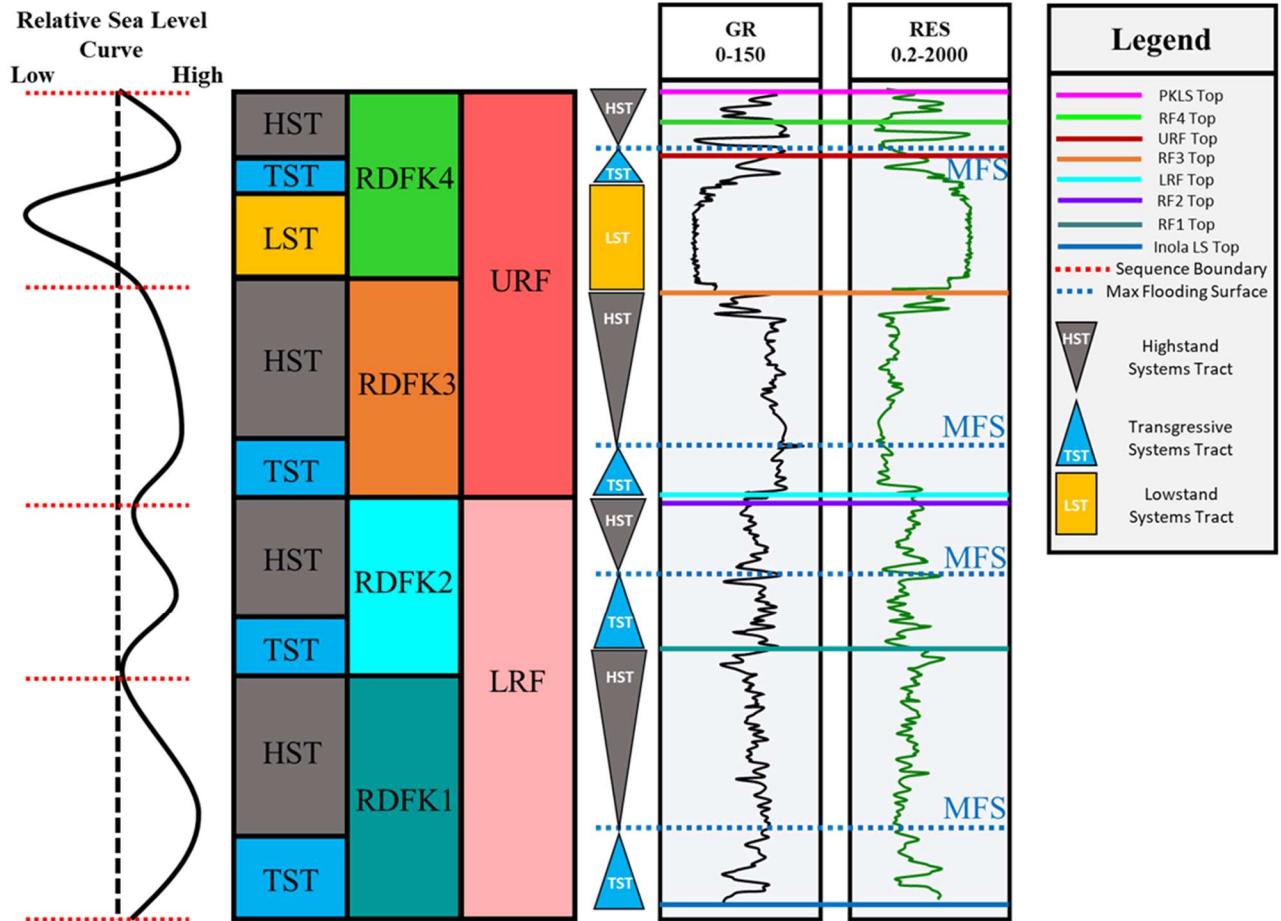 Relative Sea Level
Curve
Low
High
HST
TST
LST
HST
TST
HST
TST
HST
TST
RDFK4
RDFK3
RDFK2
RDFK1
URF
LRF
HST
TST
LST
HST
TST
HST
TST
HST
TST
GR
0-150
RES
0.2-2000
MFS
MFS
MFS
MFS
Legend
PKLS Top
RF4 Top
URF Top
RF3 Top
LRF Top
RF2 Top
RF1 Top
Inola LS Top
Sequence Boundary
Max Flooding Surface
HST
Highstand
Systems Tract
TST
Transgressive
Systems Tract
LST
Lowstand
Systems Tract